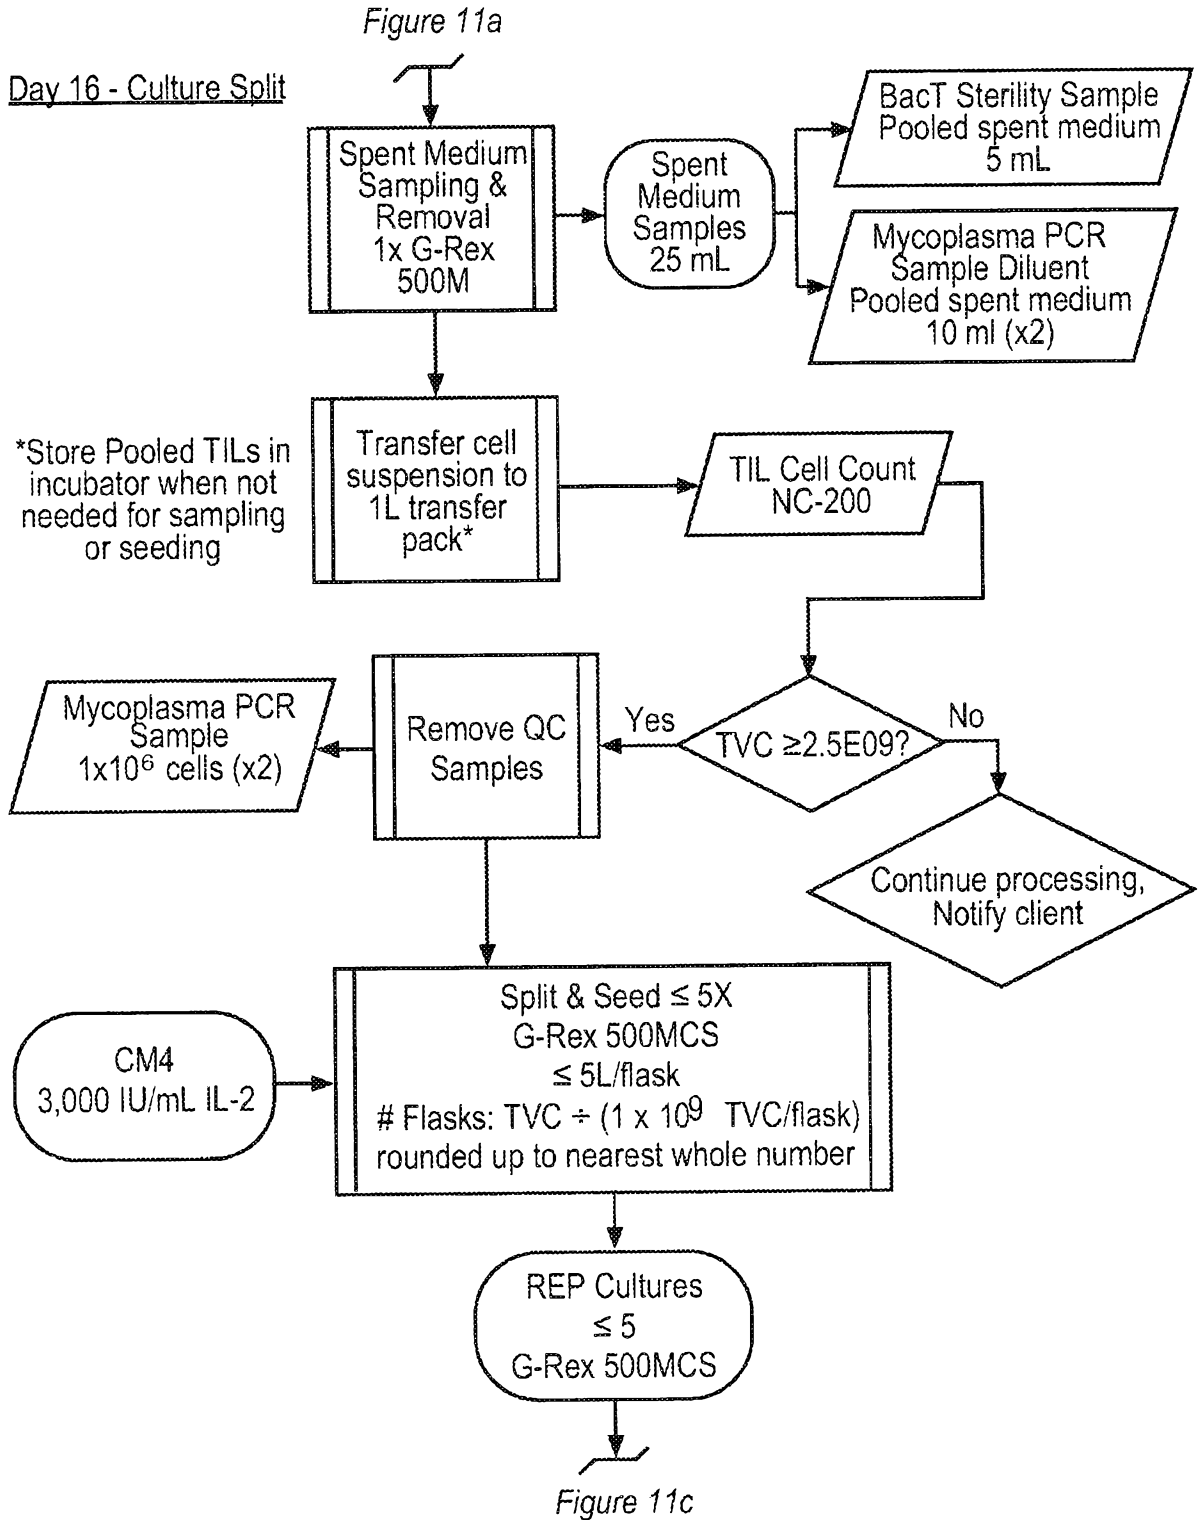 Figure 11a
Day 16 - Culture Split
Spent Medium
Sampling &
Removal
1x G-Rex
500M
Spent
Medium
Samples
25 mL
BacT Sterility Sample
Pooled spent medium
5 mL
Mycoplasma PCR
Sample Diluent
Pooled spent medium
10 ml (x2)
*Store Pooled TILs in
incubator when not
needed for sampling
or seeding
Transfer cell
suspension to
1L transfer
pack*
TIL Cell Count
NC-200
TVC ≥2.5E09?
Yes
No
Remove QC
Samples
Mycoplasma PCR
Sample
1x10⁶ cells (x2)
Continue processing,
Notify client
CM4
3,000 IU/mL IL-2
Split & Seed ≤ 5X
G-Rex 500MCS
≤ 5L/flask
# Flasks: TVC ÷ (1 x 10⁹ TVC/flask)
rounded up to nearest whole number
REP Cultures
≤ 5
G-Rex 500MCS
Figure 11c